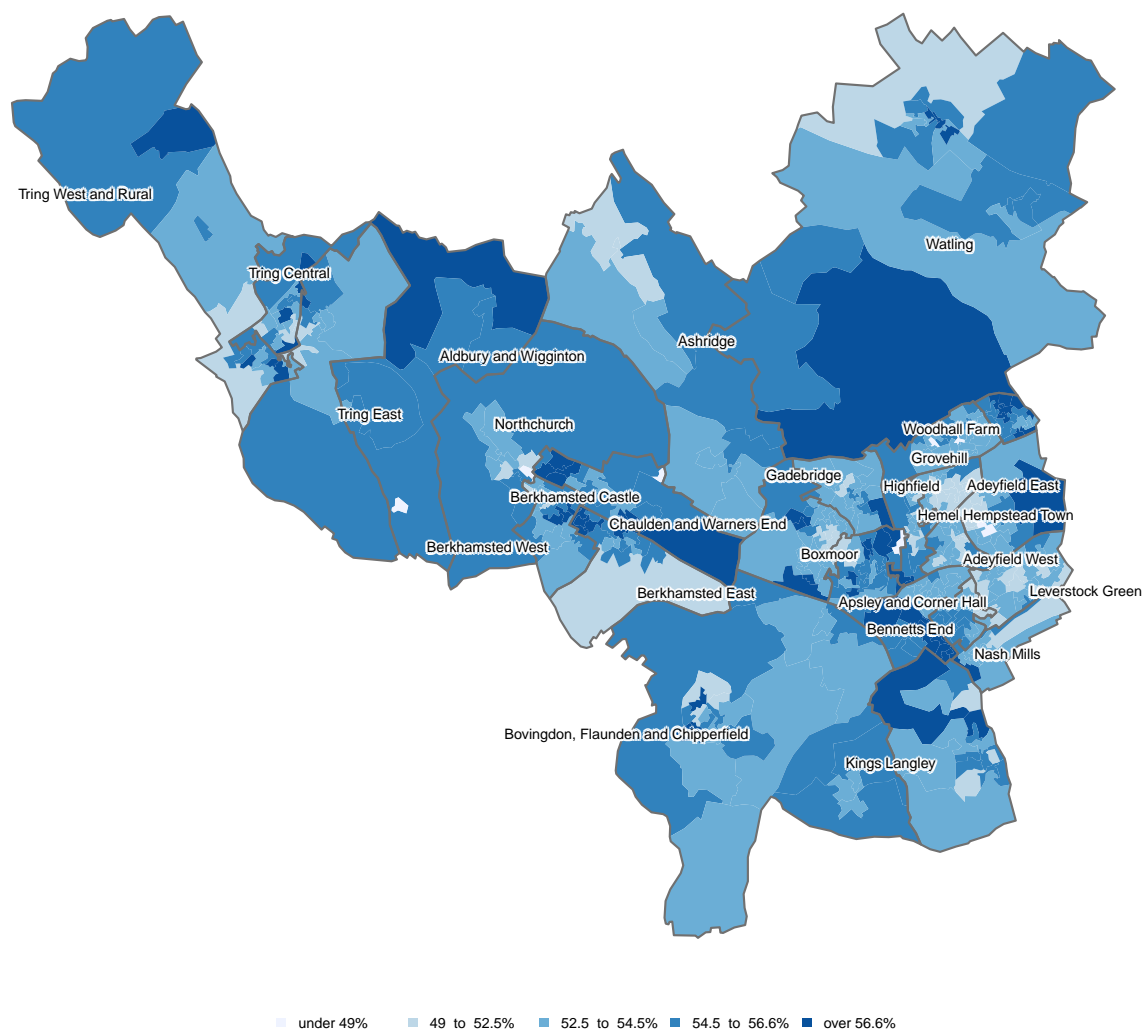 Tring West and Rural
Watling
Tring Central
Ashridge
Aldbury and Wigginton
Tring East
Northchurch
Woodhall Farm
Grovehill
Gadebridge
Highfield
Adeyfield East
Berkhamsted Castle
Hemel Hempstead Town
Chaulden and Warners End
Berkhamsted West
Boxmoor
Adeyfield West
Berkhamsted East
Leverstock Green
Apsley and Corner Hall
Bennetts End
Nash Mills
Bovingdon, Flaunden and Chipperfield
Kings Langley
under 49%
49 to 52.5%
52.5 to 54.5%
54.5 to 56.6%
over 56.6%